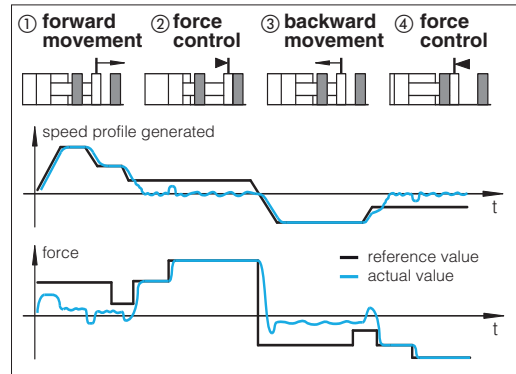 ① forward movement
② force control
③ backward movement
④ force control
speed profile generated
t
force
reference value
actual value
t